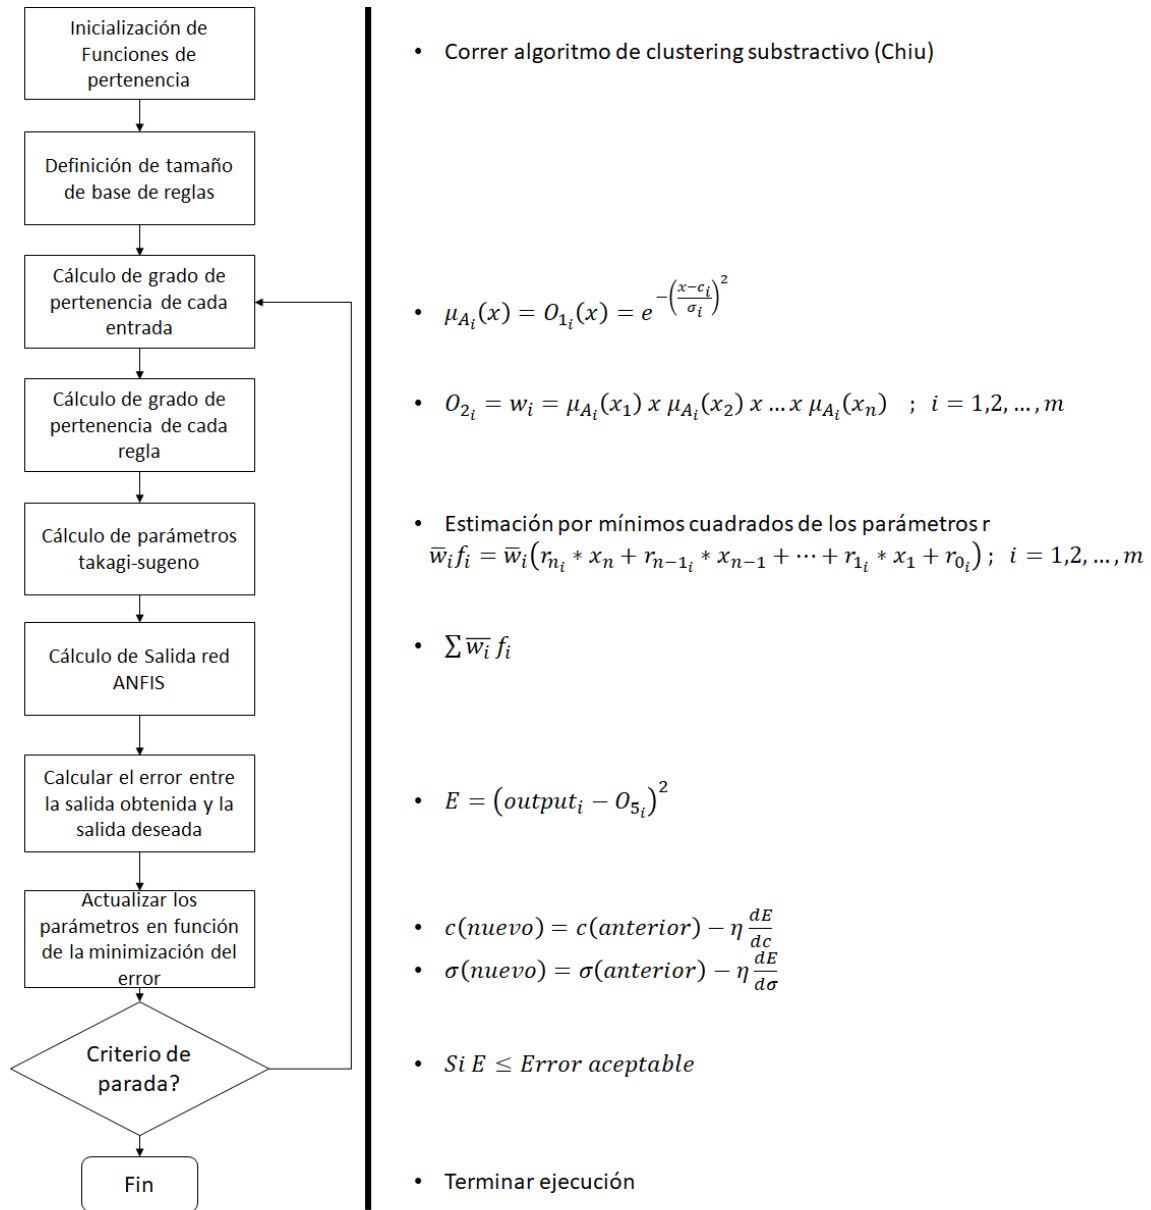 Inicialización de
Funciones de
pertenencia
• Correr algoritmo de clustering substractivo (Chiu)
Definición de tamaño
de base de reglas
Cálculo de grado de
pertenencia de cada
entrada
• μ_{A_i}(x) = O_{1_i}(x) = e^{-((x-c_i)/σ_i)^2}
Cálculo de grado de
pertenencia de cada
regla
• O_{2_i} = w_i = μ_{A_i}(x_1) x μ_{A_i}(x_2) x … x μ_{A_i}(x_n) ; i = 1,2, …, m
Cálculo de parámetros
takagi-sugeno
• Estimación por mínimos cuadrados de los parámetros r
w̅_i f_i = w̅_i(r_{n_i} * x_n + r_{n-1_i} * x_{n-1} + ⋯ + r_{1_i} * x_1 + r_{0_i}) ; i = 1,2, …, m
Cálculo de Salida red
ANFIS
• ∑ w̅_i f_i
Calcular el error entre
la salida obtenida y la
salida deseada
• E = (output_i − O_{5_i})^2
Actualizar los
parámetros en función
de la minimización del
error
• c(nuevo) = c(anterior) − η dE/dc
• σ(nuevo) = σ(anterior) − η dE/dσ
Criterio de
parada?
• Si E ≤ Error aceptable
Fin
• Terminar ejecución